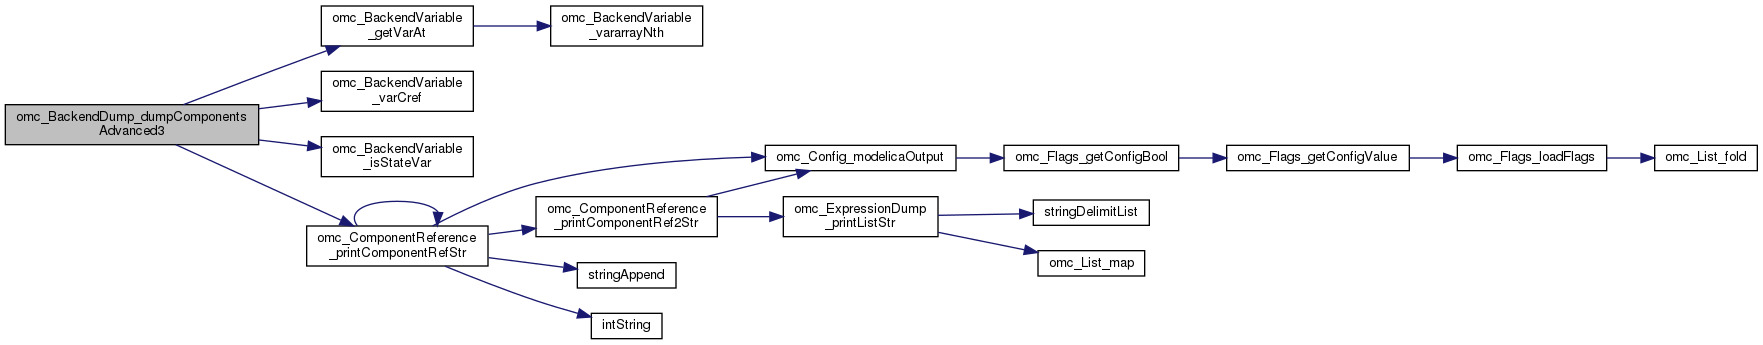 omc_BackendDump_dumpComponents
Advanced3
omc_BackendVariable
_getVarAt
omc_BackendVariable
_vararrayNth
omc_BackendVariable
_varCref
omc_BackendVariable
_isStateVar
omc_ComponentReference
_printComponentRefStr
omc_Config_modelicaOutput
omc_Flags_getConfigBool
omc_Flags_getConfigValue
omc_Flags_loadFlags
omc_List_fold
omc_ComponentReference
_printComponentRef2Str
omc_ExpressionDump
_printListStr
stringDelimitList
omc_List_map
stringAppend
intString